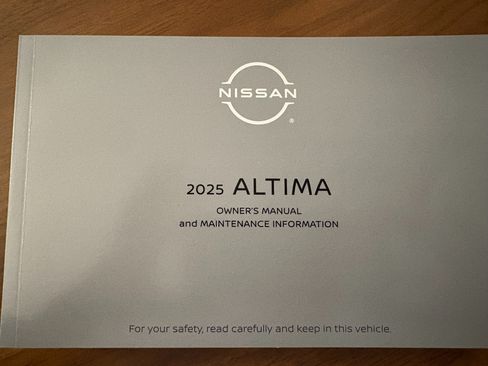 NISSAN
®
2025 ALTIMA
OWNER'S MANUAL
and MAINTENANCE INFORMATION
For your safety, read carefully and keep in this vehicle.